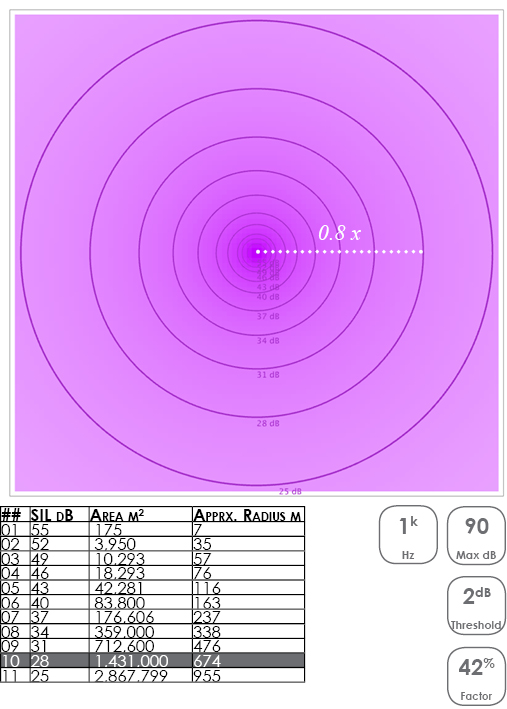 0.8 x
43 dB
40 dB
37 dB
34 dB
31 dB
28 dB
25 dB
## SIL dB Area m² Apprx. Radius m
01 55 175 7
02 52 3.950 35
03 49 10.293 57
04 46 18.293 76
05 43 42.281 116
06 40 83.800 163
07 37 176.606 237
08 34 359.000 338
09 31 712.600 476
10 28 1.431.000 674
11 25 2.867.799 955
1k
Hz
90
Max dB
2dB
Threshold
42%
Factor